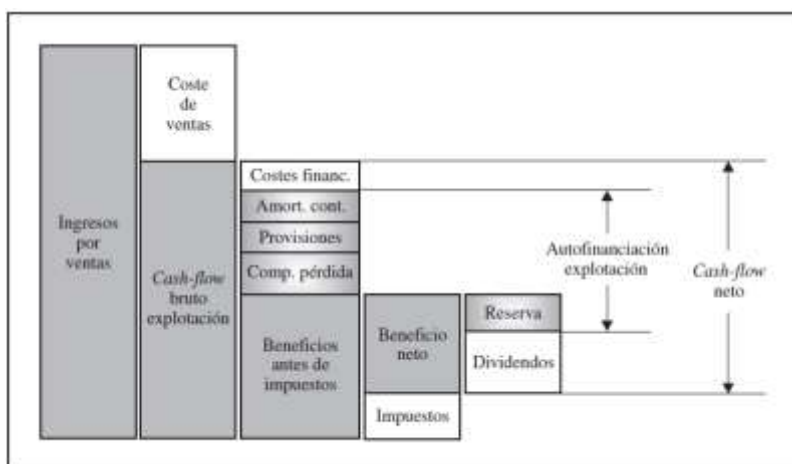 Ingresos
por
ventas
Coste
de
ventas
Cash-flow
bruto
explotación
Costes financ.
Amort. cont.
Provisiones
Comp. pérdida
Beneficios
antes de
impuestos
Beneficio
neto
Impuestos
Reserva
Dividendos
Autofinanciación
explotación
Cash-flow
neto